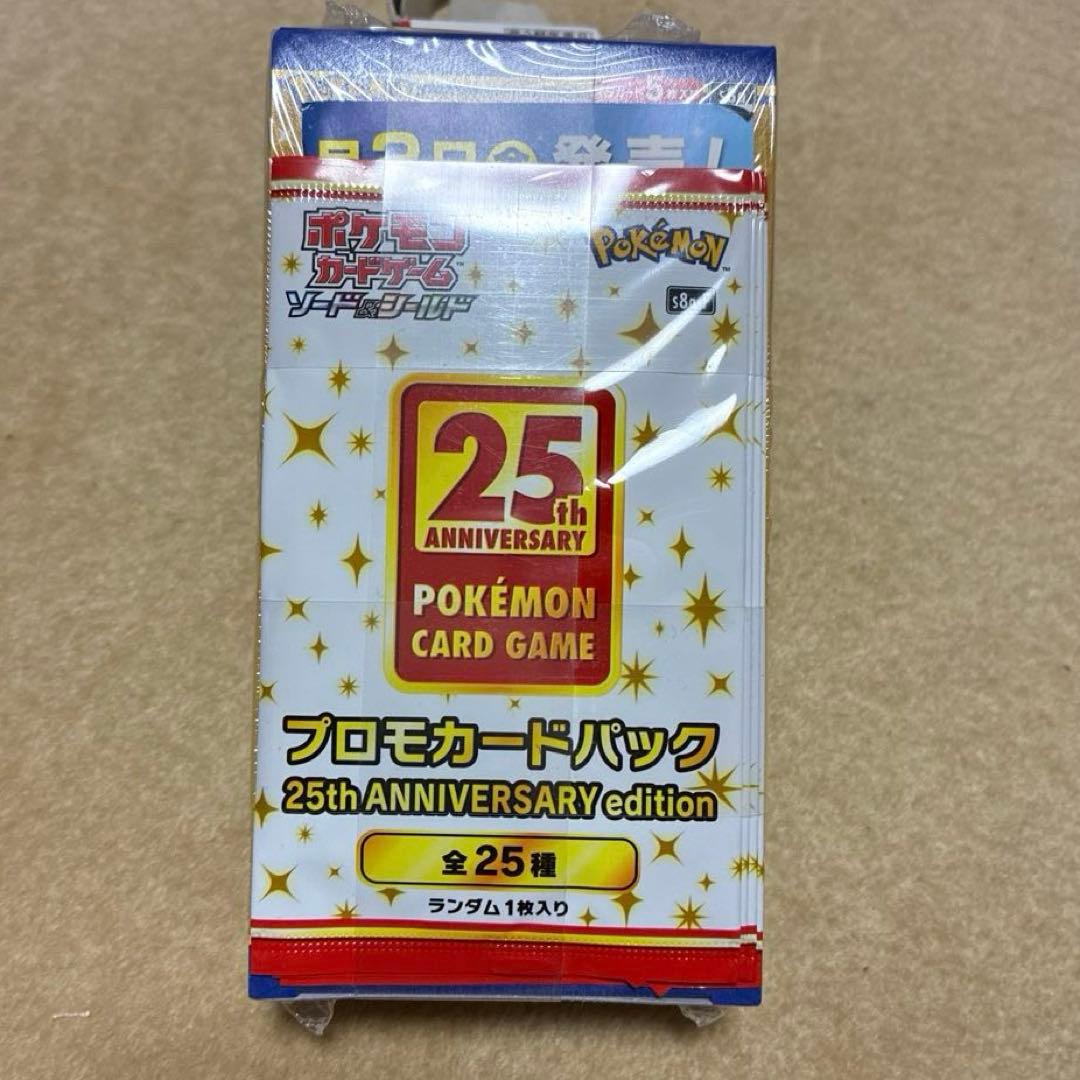 発売！
ポケモン
カードゲーム
ソード&シールド
Pokémon
25th
ANNIVERSARY
POKÉMON
CARD GAME
プロモカードパック
25th ANNIVERSARY edition
全25種
ランダム1枚入り